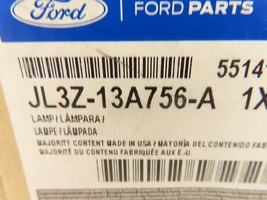 Ford
FORD PARTS
5514
JL3Z-13A756-A 1X
LAMP / LÁMPARA /
LAMPE / LÂMPADA
MAJORITY CONTENT MADE IN USA / MAYORÍA DEL CONTENIDO FAB
MAJORITÉ DU CONTENU FABRIQUÉE AUX É.-U.